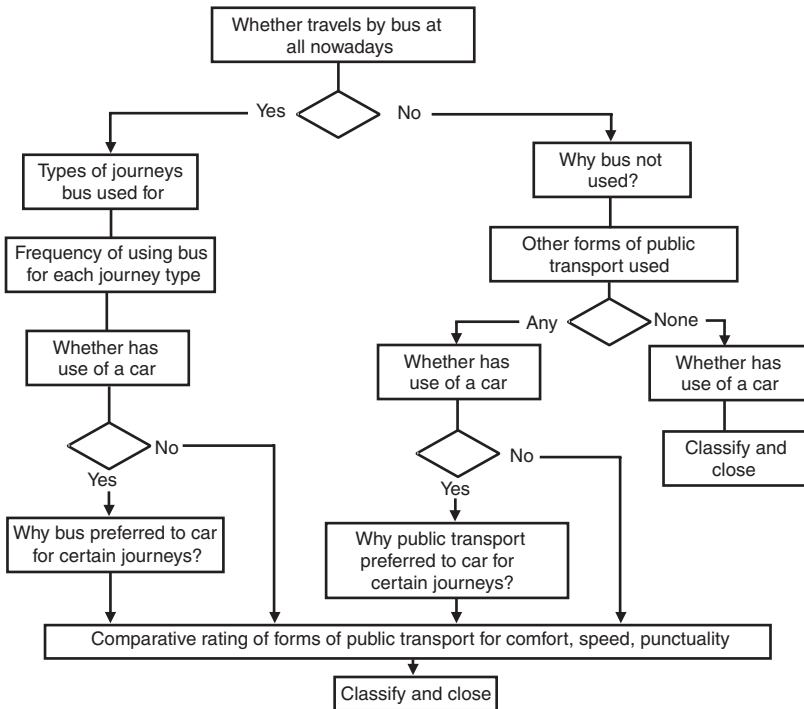 Whether travels by bus at
all nowadays
Yes
No
Types of journeys
bus used for
Why bus not
used?
Frequency of using bus
for each journey type
Other forms of public
transport used
Any
None
Whether has
use of a car
Whether has
use of a car
Whether has
use of a car
No
Yes
No
Yes
Classify and
close
Why bus preferred to car
for certain journeys?
Why public transport
preferred to car for
certain journeys?
Comparative rating of forms of public transport for comfort, speed, punctuality
Classify and close